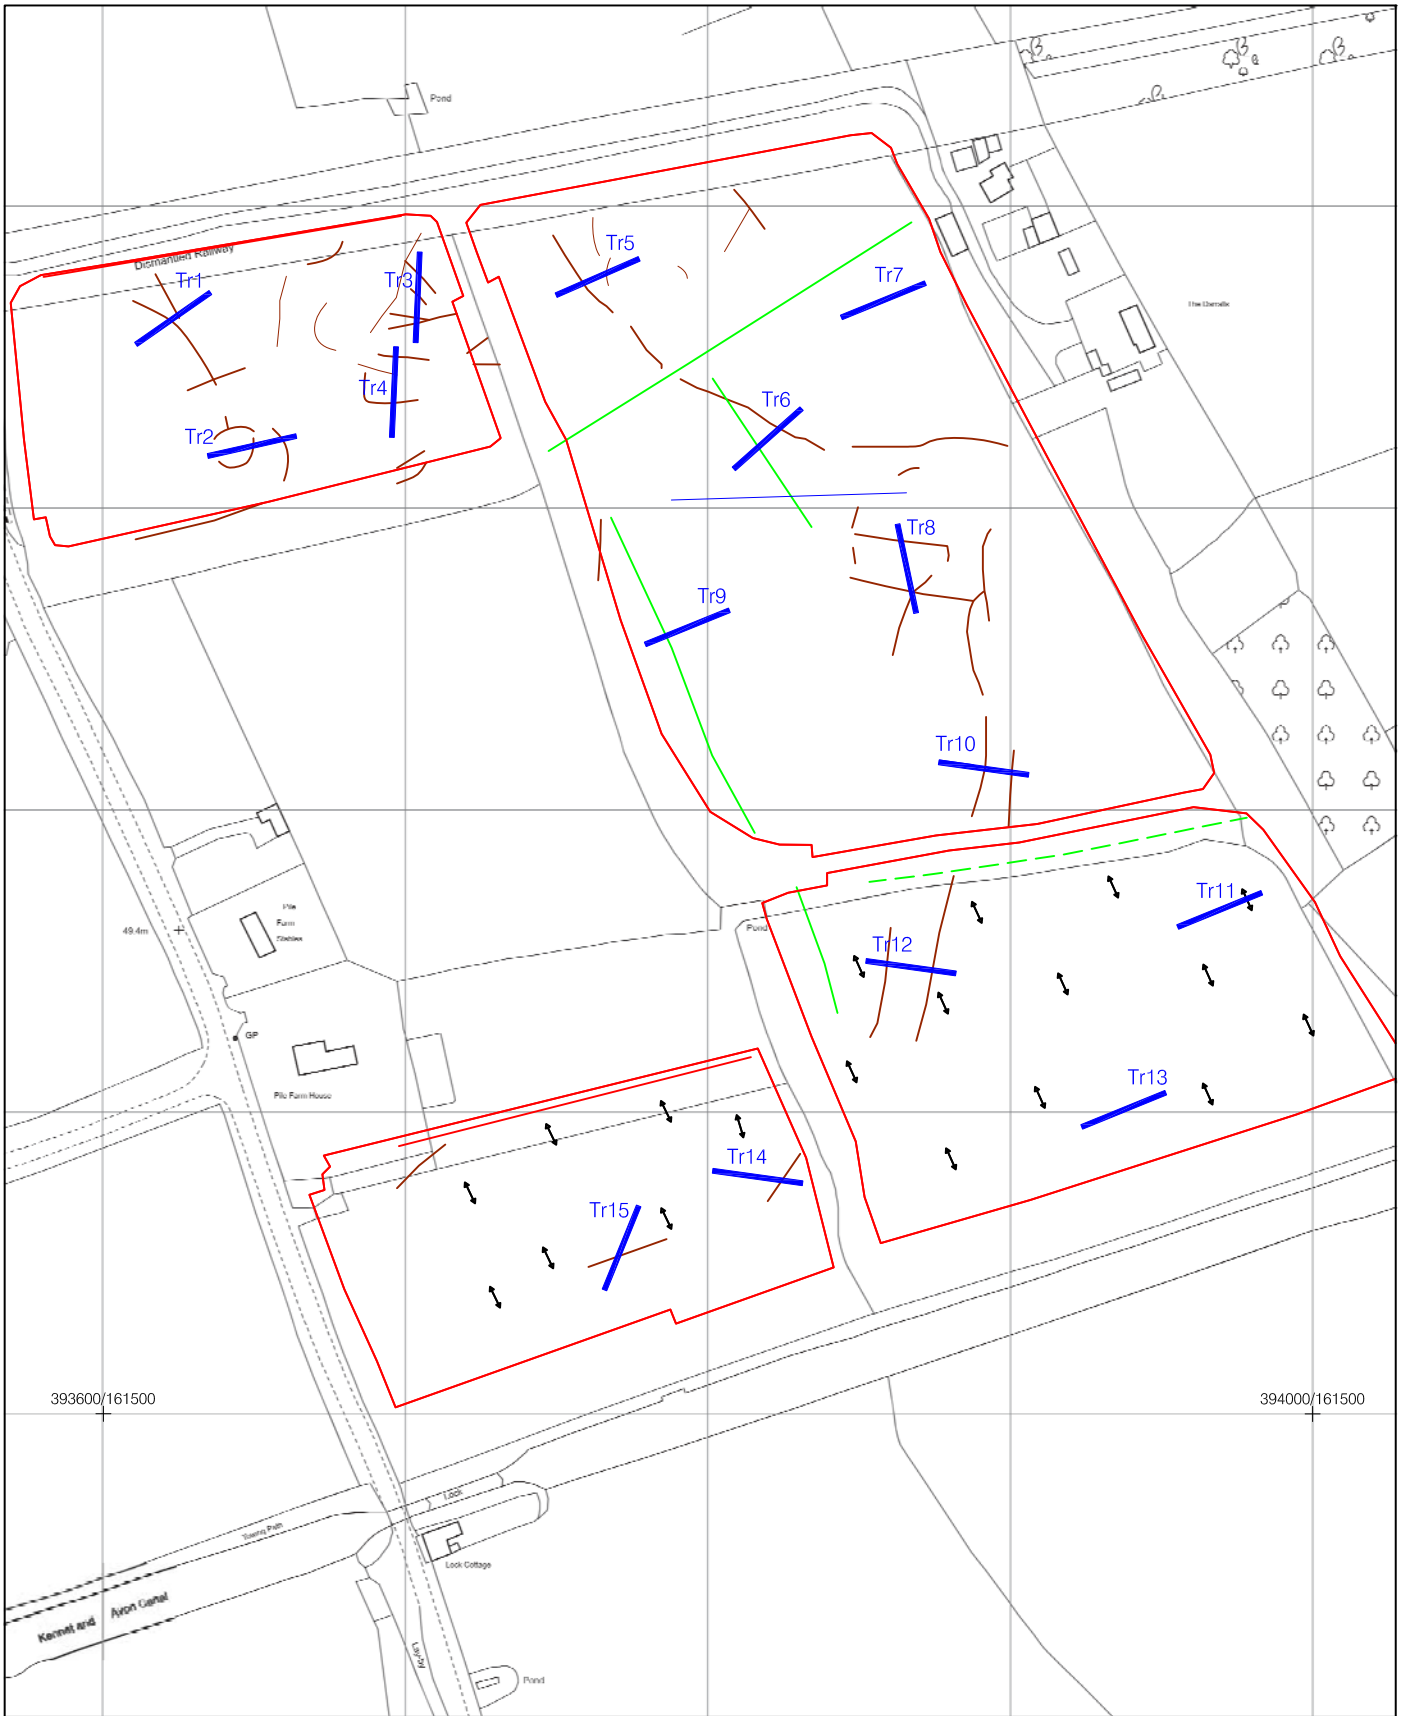 Pond
Dismantled Railway
Tr1
Tr3
Tr5
Tr7
The Barnells
Tr4
Tr6
Tr2
Tr8
Tr9
Tr10
Tr11
Pile
Farm
Stables
49.4m
Pond
Tr12
GP
Pile Farm House
Tr13
Tr14
Tr15
393600/161500
394000/161500
Lock
Towing Path
Lock Cottage
Kennet and Avon Canal
Lay-by
Pond